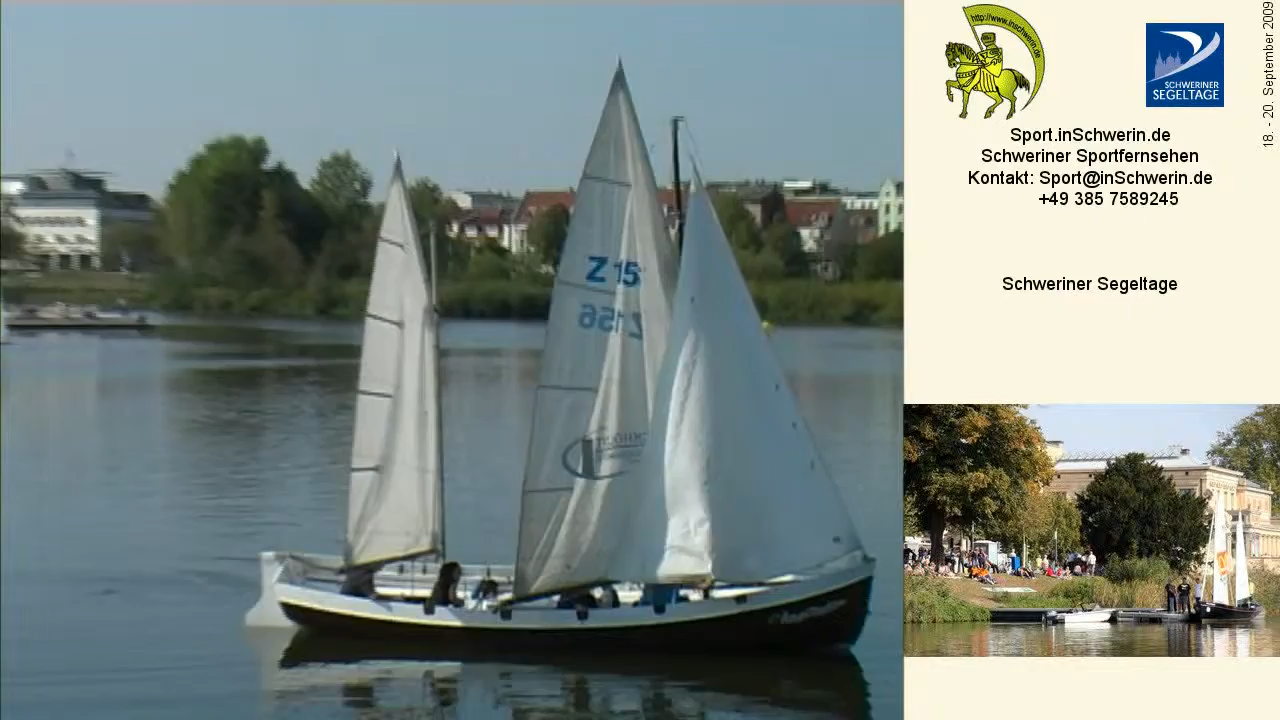 http://www.inschwerin.de
SCHWERINER
SEGELTAGE
18. - 20. September 2009
Sport.inSchwerin.de
Schweriner Sportfernsehen
Kontakt: Sport@inSchwerin.de
+49 385 7589245
Schweriner Segeltage
Z 15
Z 156